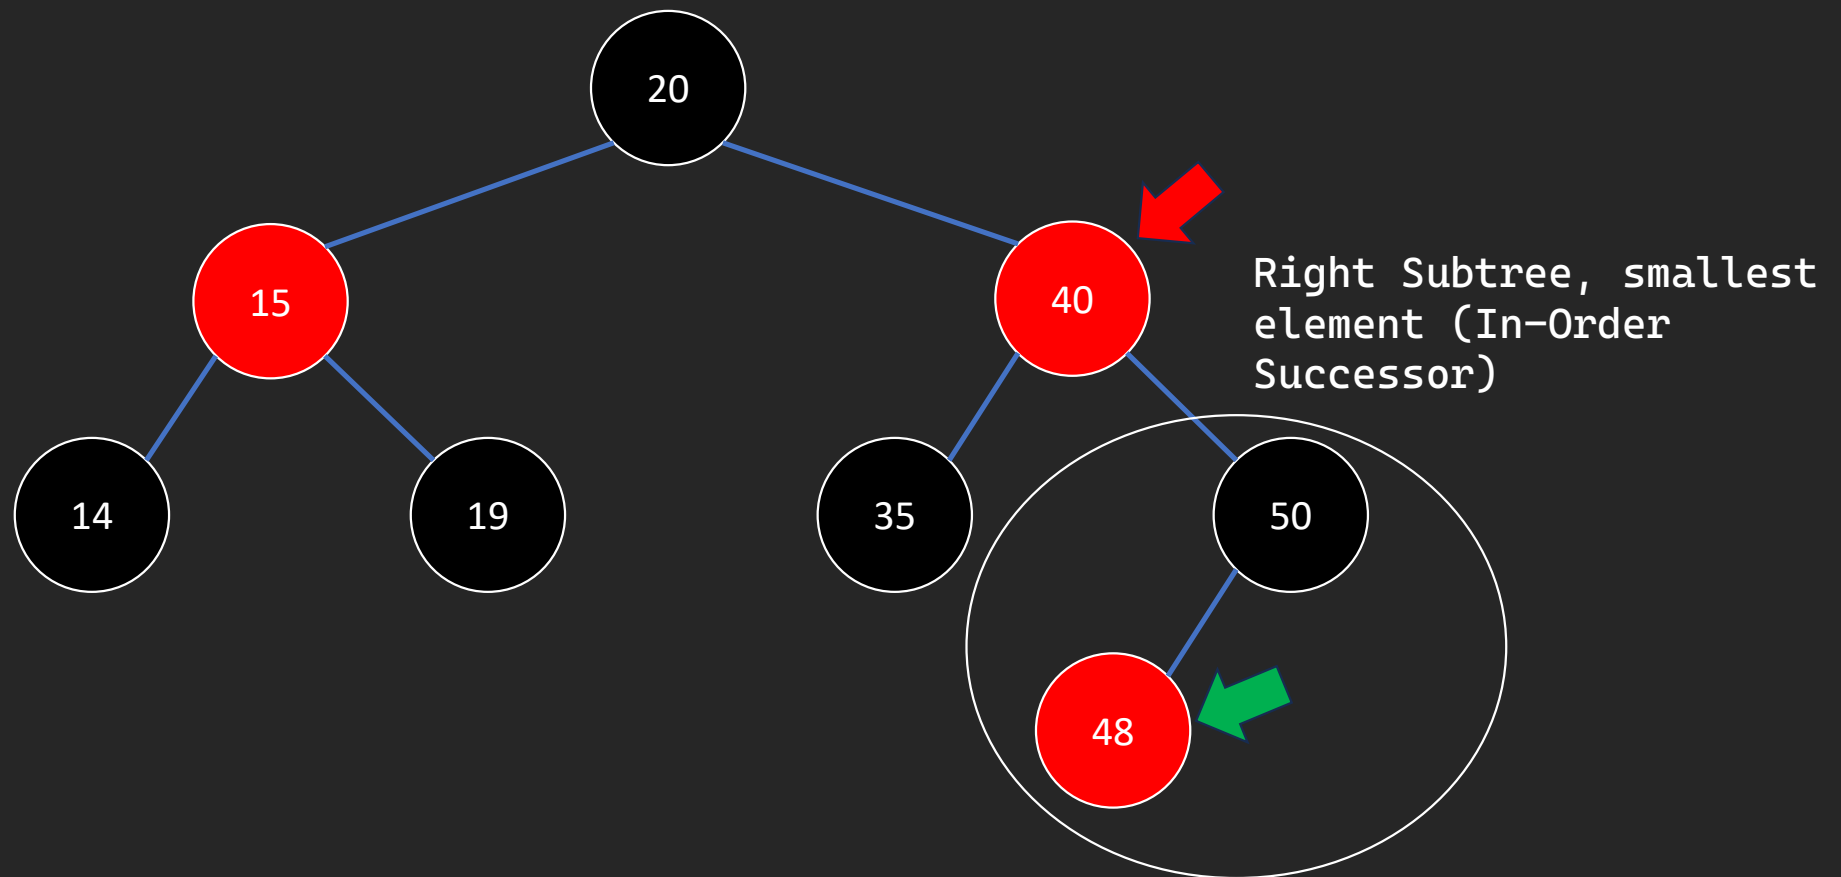 20
15
40
Right Subtree, smallest
element (In-Order
Successor)
14
19
35
50
48